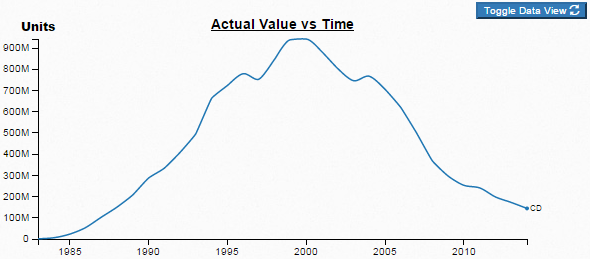 Toggle Data View
Actual Value vs Time
Units
900M
800M
700M
600M
500M
400M
300M
200M
100M
0
CD
1985
1990
1995
2000
2005
2010